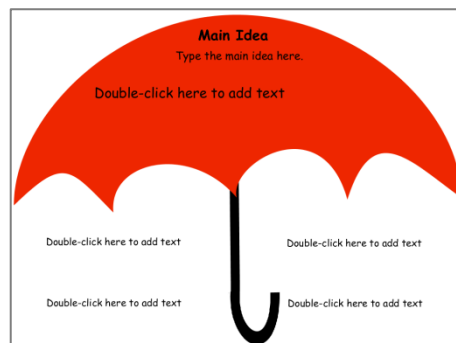 Main Idea
Type the main idea here.
Double-click here to add text
Double-click here to add text
Double-click here to add text
Double-click here to add text
Double-click here to add text